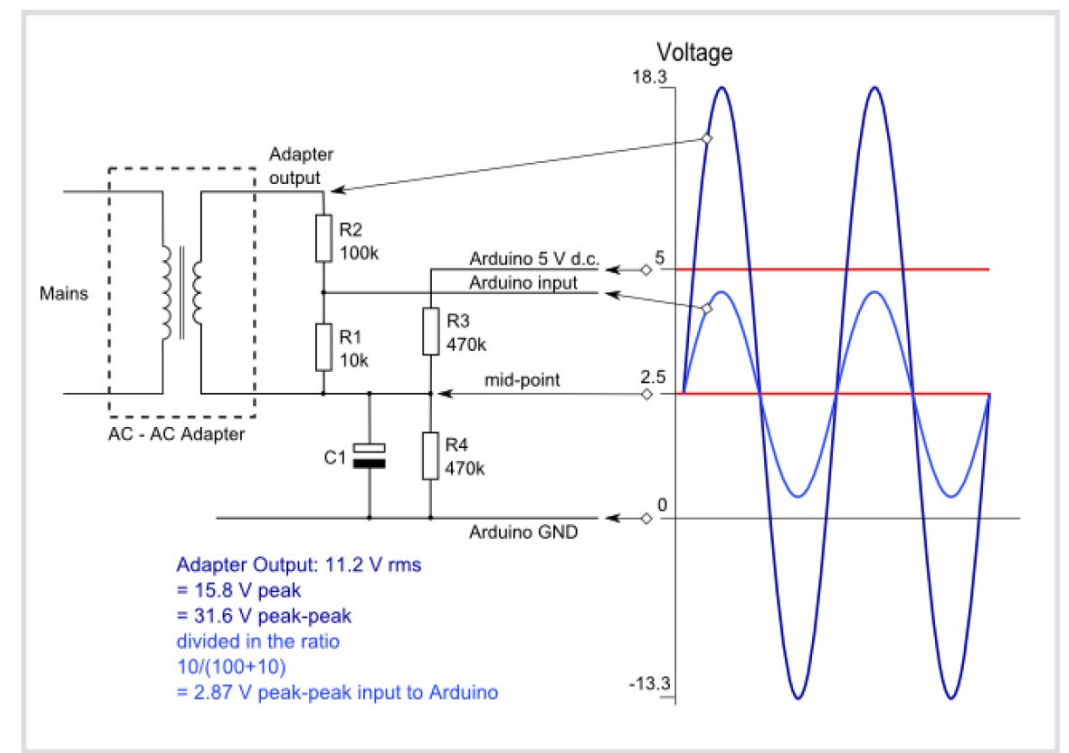 Voltage
18.3
Adapter
output
R2
100k
Arduino 5 V d.c.
5
Arduino input
Mains
R1
10k
R3
470k
mid-point
2.5
AC - AC Adapter
C1
R4
470k
0
Arduino GND
Adapter Output: 11.2 V rms
= 15.8 V peak
= 31.6 V peak-peak
divided in the ratio
10/(100+10)
= 2.87 V peak-peak input to Arduino
-13.3